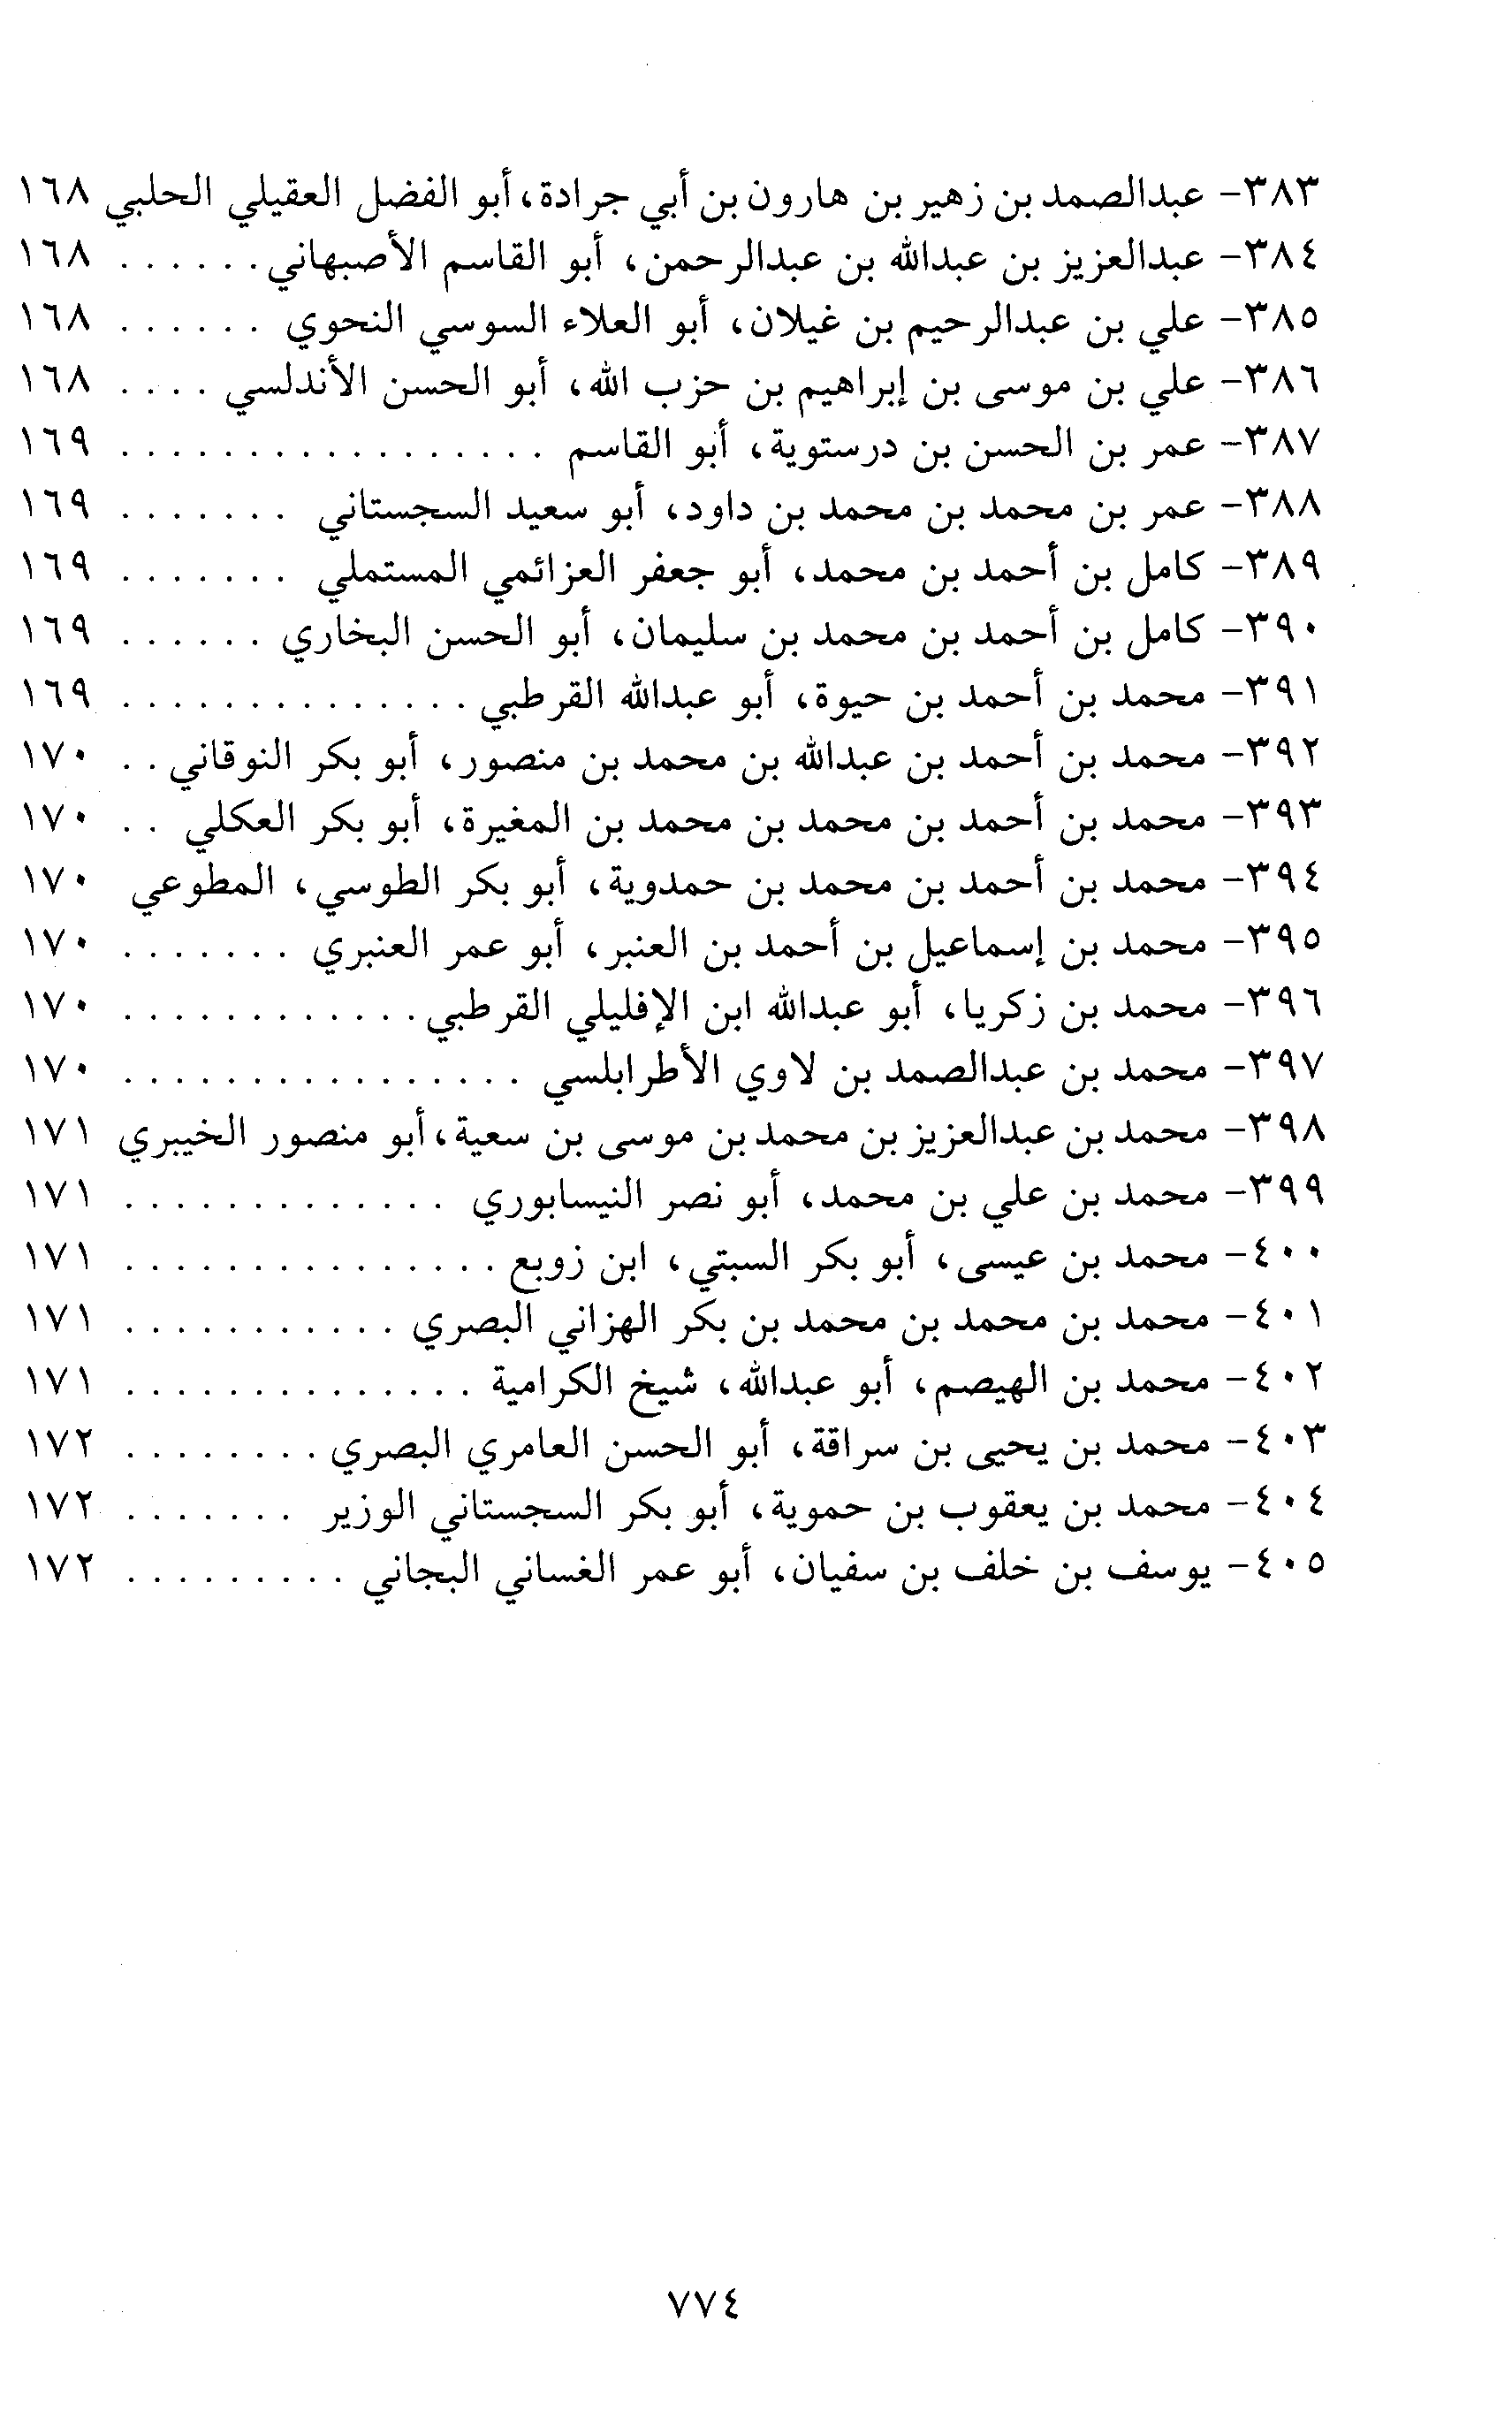 ٣٨٣- عبدالصمد بن زهير بن هارون بن أبي جرادة، أبو الفضل العقيلي الحلبي ١٦٨
٣٨٤- عبدالعزيز بن عبدالله بن عبدالرحمن، أبو القاسم الأصبهاني . . . . . . ١٦٨
٣٨٥- علي بن عبدالرحيم بن غيلان، أبو العلاء السوسي النحوي . . . . . . ١٦٨
٣٨٦- علي بن موسى بن إبراهيم بن حزب الله، أبو الحسن الأندلسي . . . . ١٦٨
٣٨٧- عمر بن الحسن بن درستوية، أبو القاسم . . . . . . . . . . . . . . . . . ١٦٩
٣٨٨- عمر بن محمد بن محمد بن داود، أبو سعيد السجستاني . . . . . . . ١٦٩
٣٨٩- كامل بن أحمد بن محمد، أبو جعفر العزائمي المستملي . . . . . . . ١٦٩
٣٩٠- كامل بن أحمد بن محمد بن سليمان، أبو الحسن البخاري . . . . . . ١٦٩
٣٩١- محمد بن أحمد بن حيوة، أبو عبدالله القرطبي . . . . . . . . . . . . . . ١٦٩
٣٩٢- محمد بن أحمد بن عبدالله بن محمد بن منصور، أبو بكر النوقاني . . ١٧٠
٣٩٣- محمد بن أحمد بن محمد بن محمد بن المغيرة، أبو بكر العكلي . . ١٧٠
٣٩٤- محمد بن أحمد بن محمد بن حمدوية، أبو بكر الطوسي، المطوعي ١٧٠
٣٩٥- محمد بن إسماعيل بن أحمد بن العنبر، أبو عمر العنبري . . . . . . . ١٧٠
٣٩٦- محمد بن زكريا، أبو عبدالله ابن الإفليلي القرطبي . . . . . . . . . . . . ١٧٠
٣٩٧- محمد بن عبدالصمد بن لاوي الأطرابلسي . . . . . . . . . . . . . . . . ١٧٠
٣٩٨- محمد بن عبدالعزيز بن محمد بن موسى بن سعية، أبو منصور الخيبري ١٧١
٣٩٩- محمد بن علي بن محمد، أبو نصر النيسابوري . . . . . . . . . . . . . ١٧١
٤٠٠- محمد بن عيسى، أبو بكر السبتي، ابن زوبع . . . . . . . . . . . . . . . ١٧١
٤٠١- محمد بن محمد بن محمد بن بكر الهزاني البصري . . . . . . . . . . . ١٧١
٤٠٢- محمد بن الهيصم، أبو عبدالله، شيخ الكرامية . . . . . . . . . . . . . . ١٧١
٤٠٣- محمد بن يحيى بن سراقة، أبو الحسن العامري البصري . . . . . . . . ١٧٢
٤٠٤- محمد بن يعقوب بن حموية، أبو بكر السجستاني الوزير . . . . . . . ١٧٢
٤٠٥- يوسف بن خلف بن سفيان، أبو عمر الغساني البجاني . . . . . . . . . ١٧٢
٧٧٤